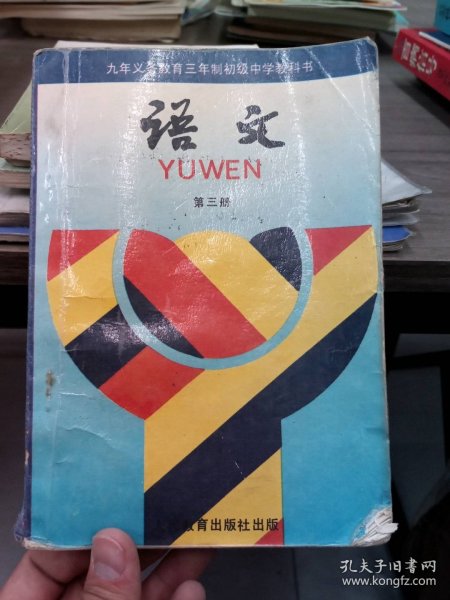 九年义务教育三年制初级中学教科书
语文
YUWEN
第三册
教育出版社出版
孔夫子旧书网
www.kongfz.com